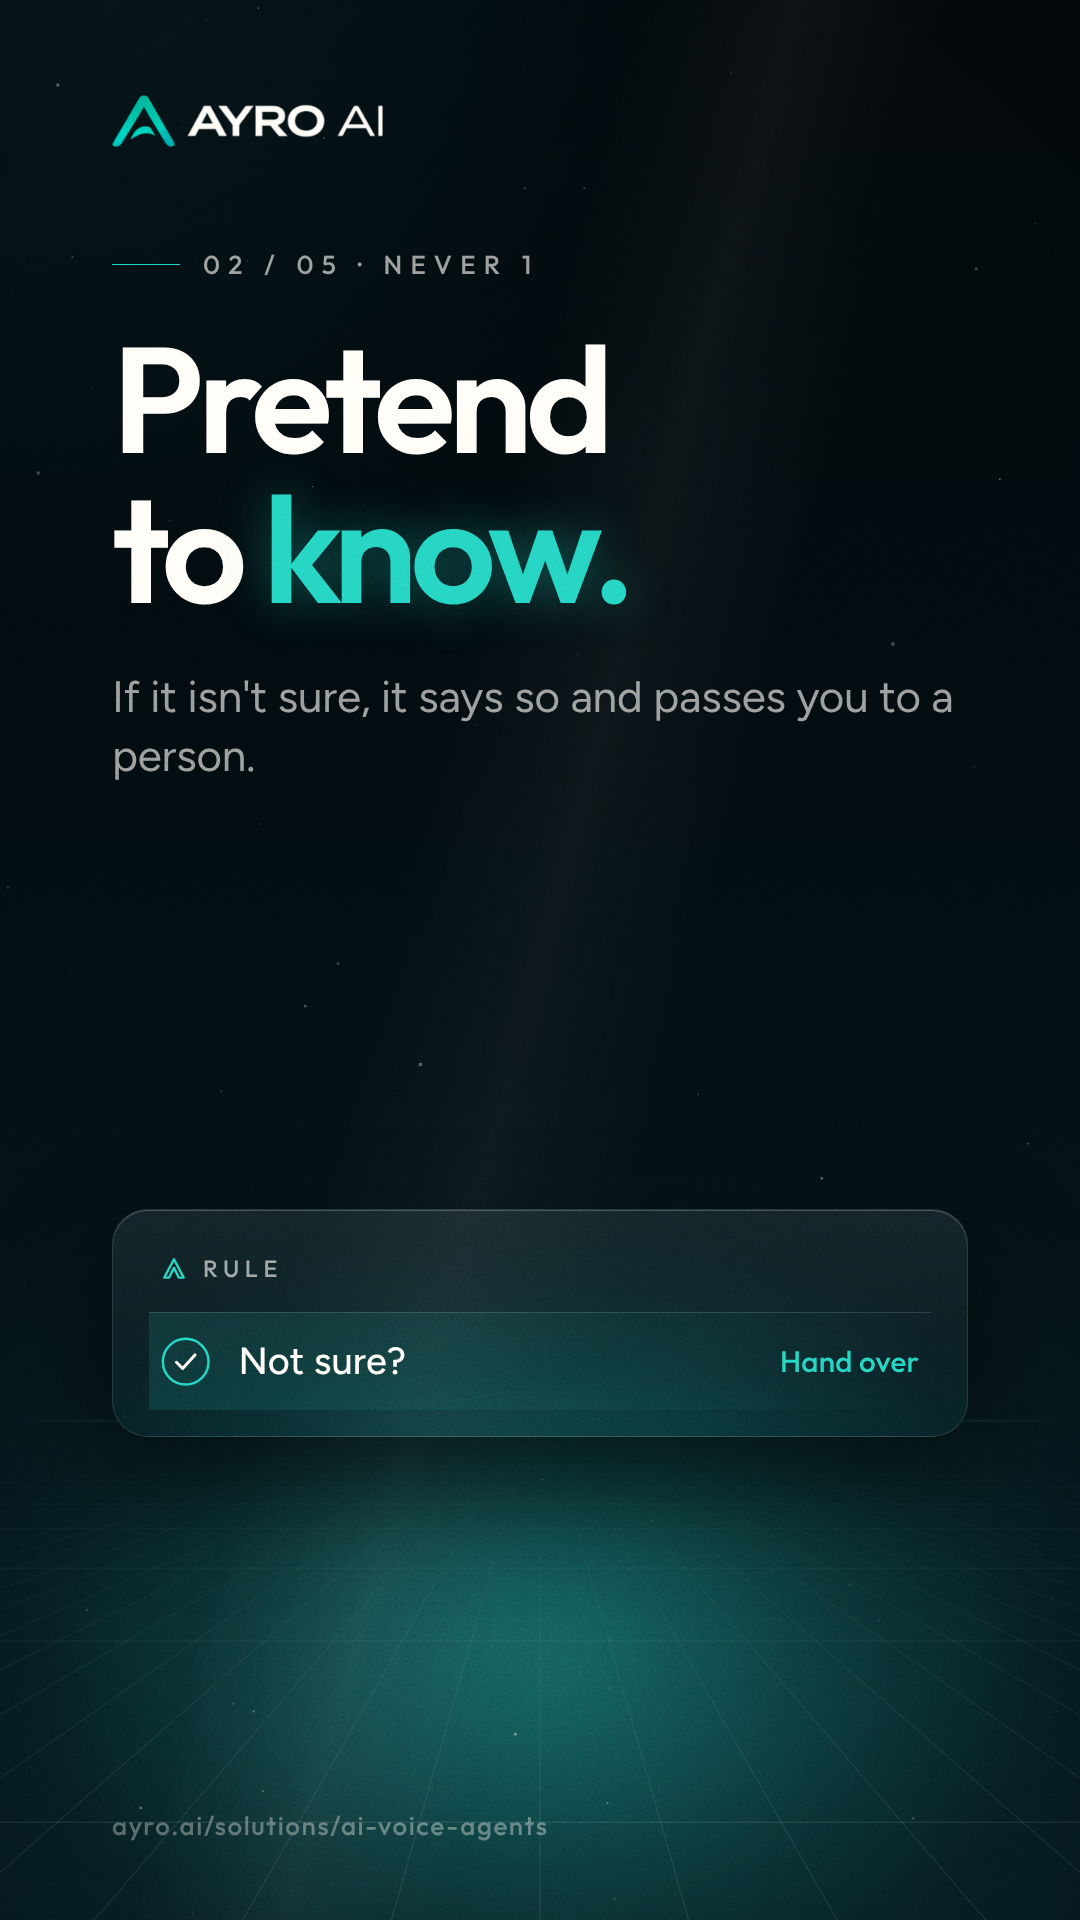 AYRO AI
02 / 05 · NEVER 1
Pretend
to know.
If it isn't sure, it says so and passes you to a
person.
RULE
Not sure? Hand over
ayro.ai/solutions/ai-voice-agents